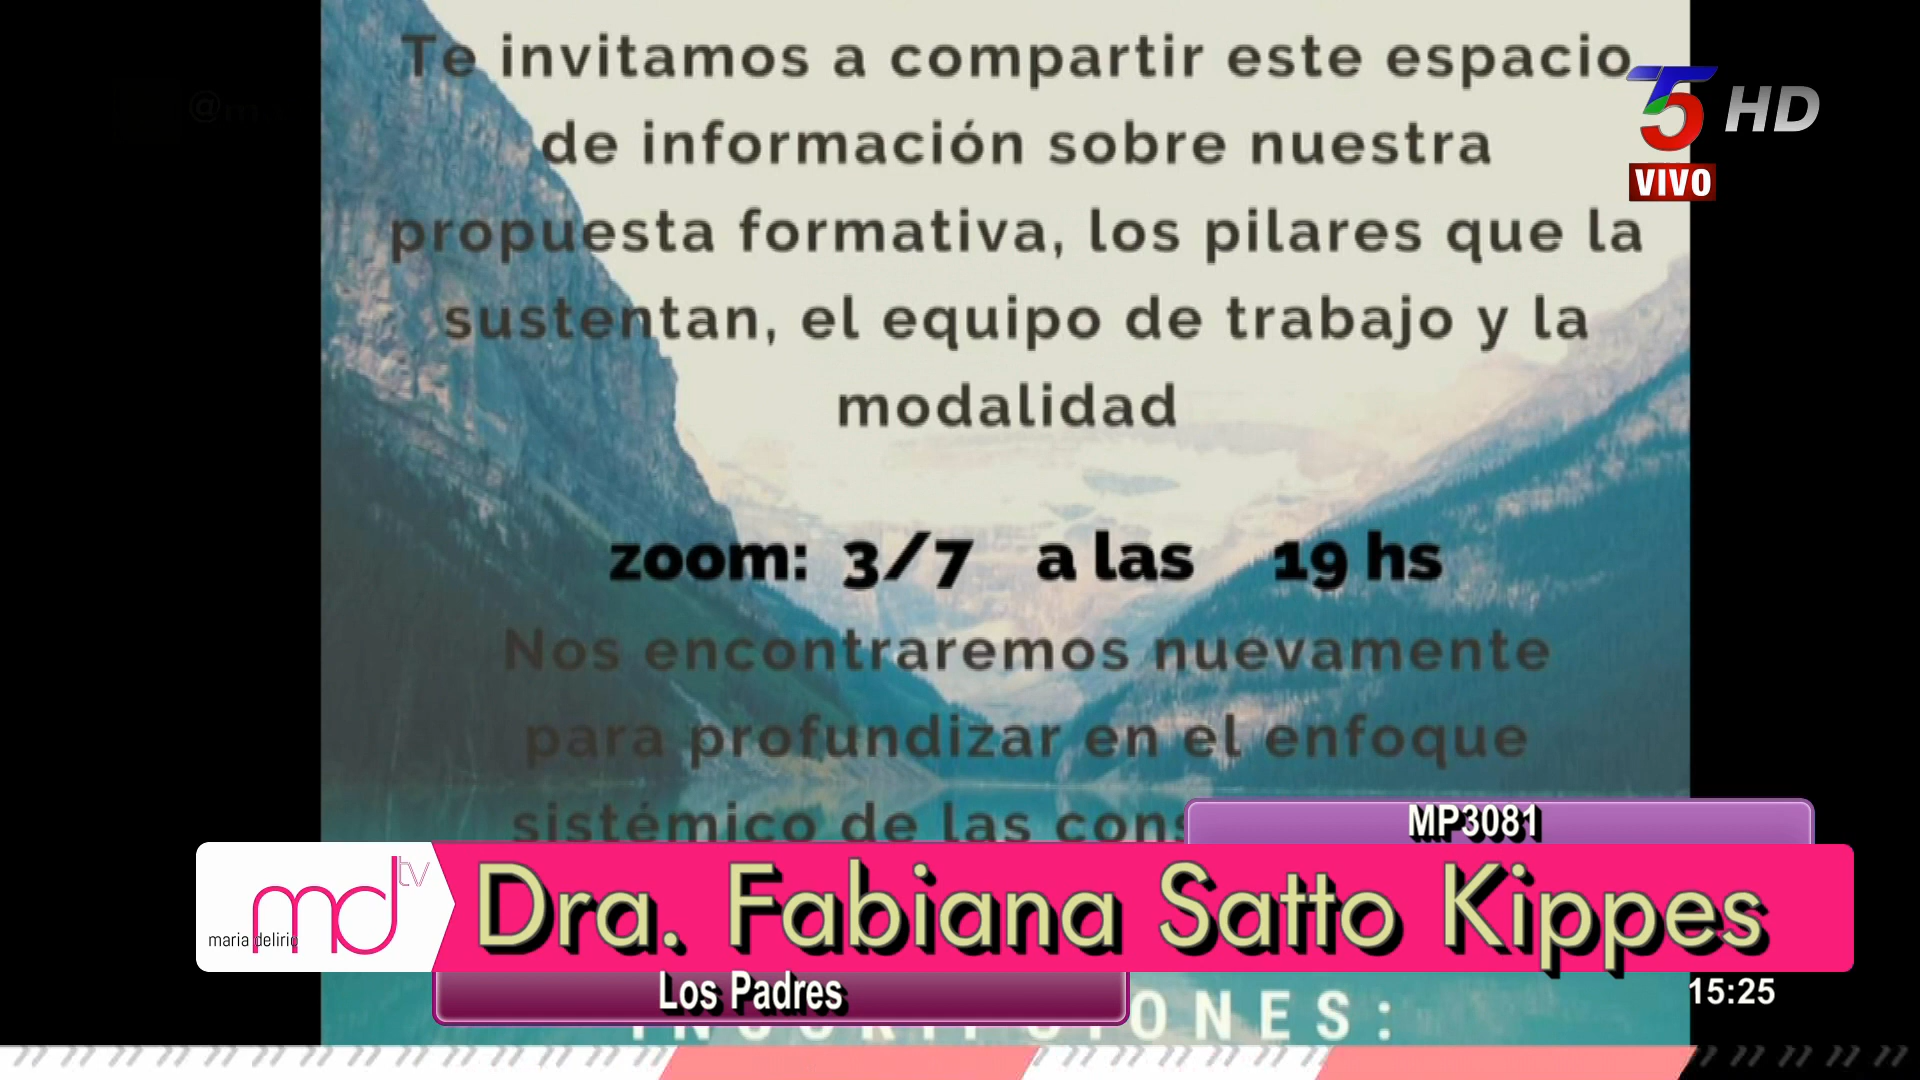 Te invitamos a compartir este espacio
de información sobre nuestra
propuesta formativa, los pilares que la
sustentan, el equipo de trabajo y la
modalidad
zoom: 3/7 a las 19 hs
Nos encontraremos nuevamente
para profundizar en el enfoque
sistémico de las
5 HD
VIVO
MP3081
md tv
maria delirio
Dra. Fabiana Satto Kippes
Los Padres
15:25